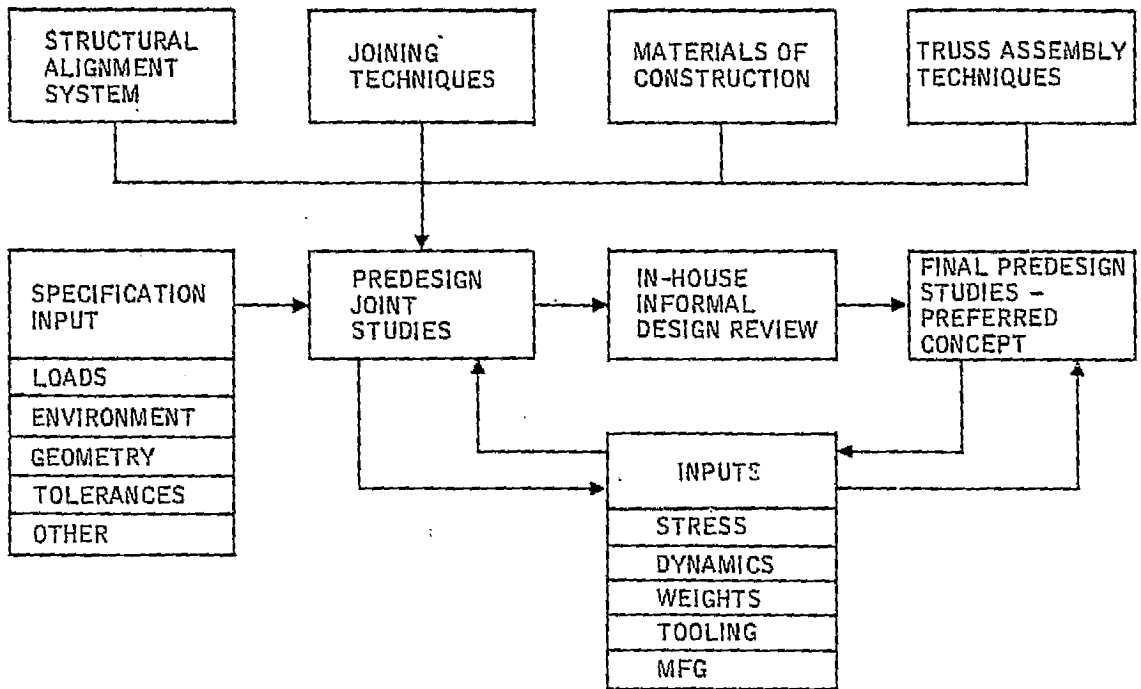 STRUCTURAL
ALIGNMENT
SYSTEM
JOINING
TECHNIQUES
MATERIALS OF
CONSTRUCTION
TRUSS ASSEMBLY
TECHNIQUES
SPECIFICATION
INPUT
LOADS
ENVIRONMENT
GEOMETRY
TOLERANCES
OTHER
PREDESIGN
JOINT
STUDIES
IN-HOUSE
INFORMAL
DESIGN REVIEW
FINAL PREDESIGN
STUDIES –
PREFERRED
CONCEPT
INPUTS
STRESS
DYNAMICS
WEIGHTS
TOOLING
MFG